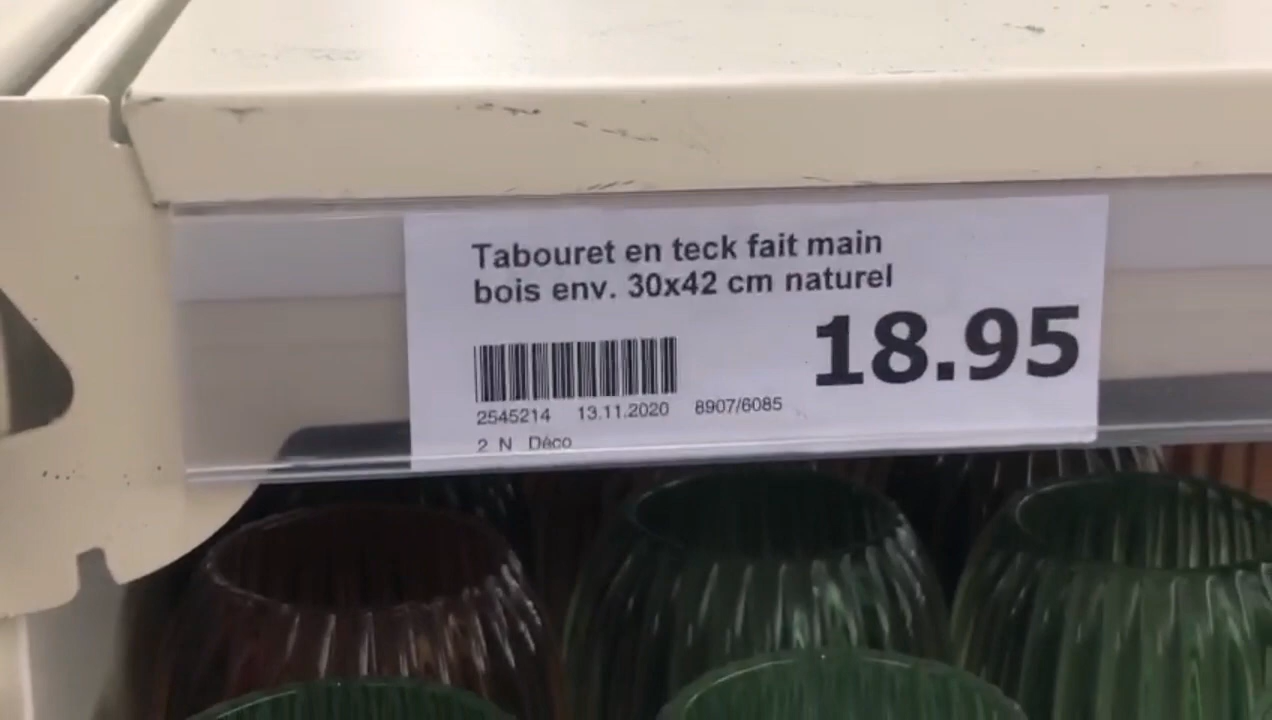 Tabouret en teck fait main
bois env. 30x42 cm naturel
18.95
2545214 13.11.2020 8907/6085
2 N Déco